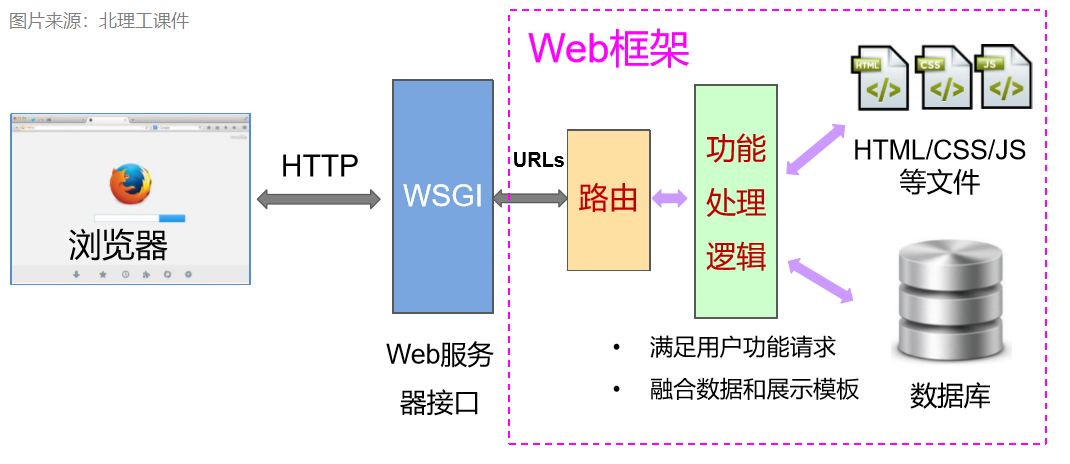 图片来源：北理工课件
Web框架
HTML
CSS
JS
HTTP
WSGI
URLs
路由
功能
处理
逻辑
HTML/CSS/JS
等文件
浏览器
Web服务
器接口
• 满足用户功能请求
• 融合数据和展示模板
数据库